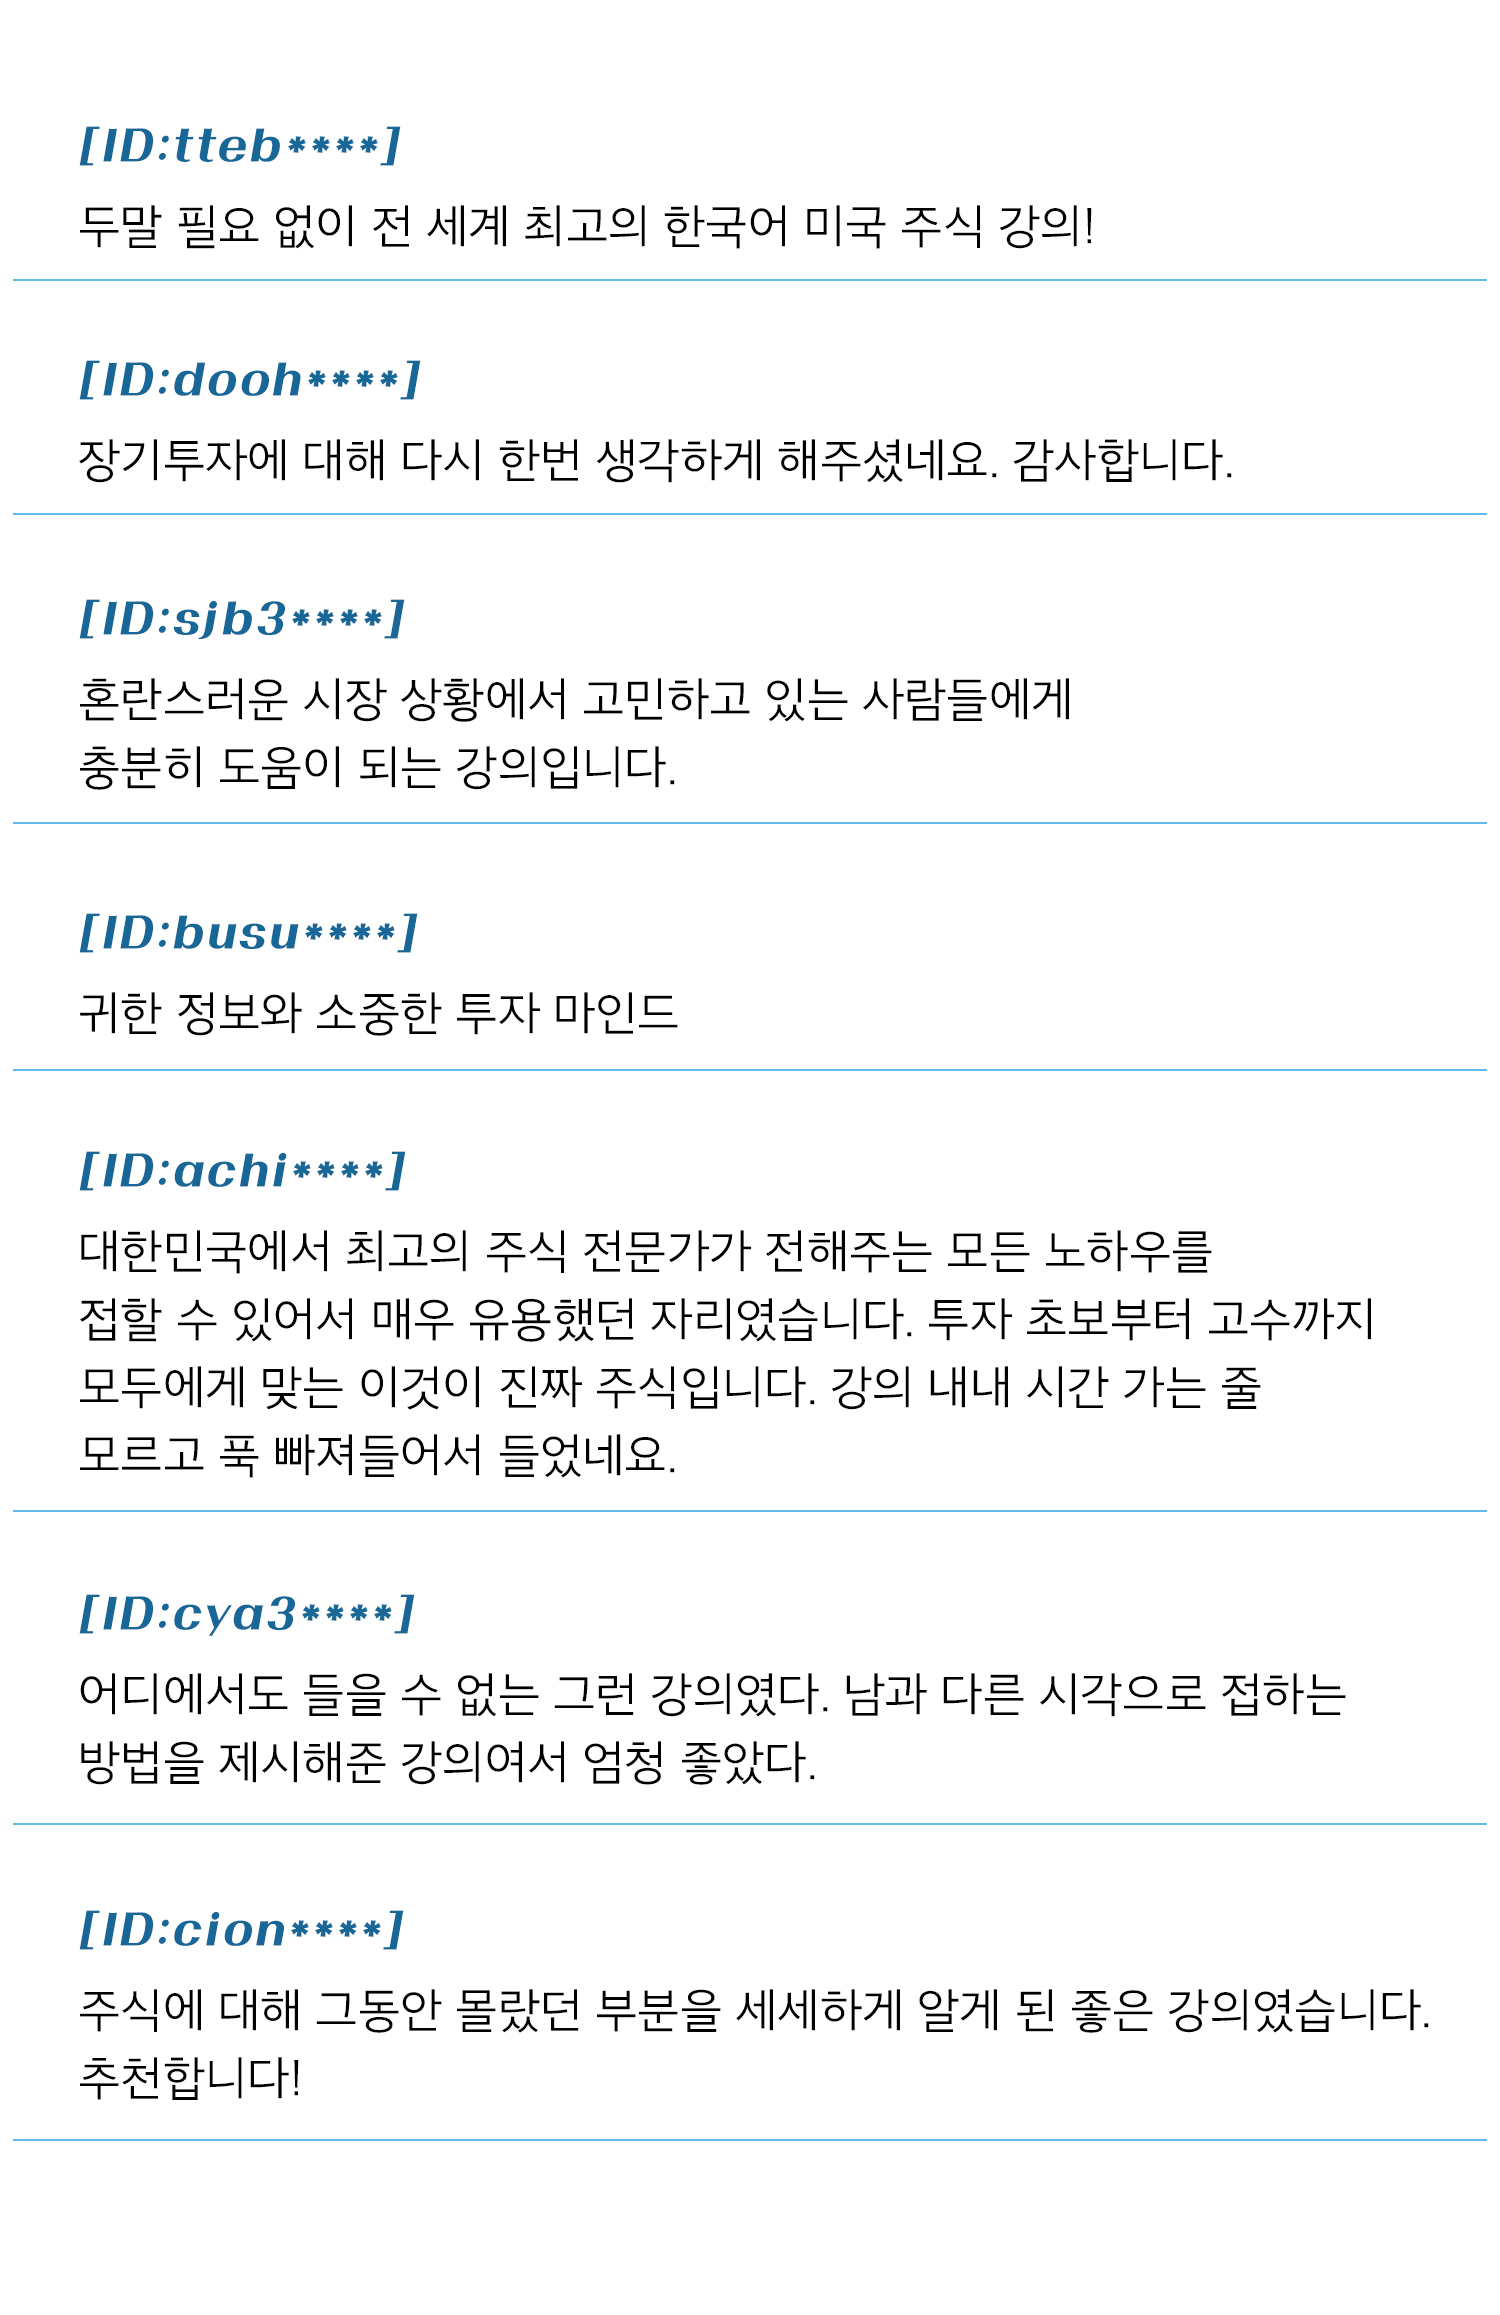 [ID:tteb****]
두말 필요 없이 전 세계 최고의 한국어 미국 주식 강의!
[ID:dooh****]
장기투자에 대해 다시 한번 생각하게 해주셨네요. 감사합니다.
[ID:sjb3****]
혼란스러운 시장 상황에서 고민하고 있는 사람들에게
충분히 도움이 되는 강의입니다.
[ID:busu****]
귀한 정보와 소중한 투자 마인드
[ID:achi****]
대한민국에서 최고의 주식 전문가가 전해주는 모든 노하우를
접할 수 있어서 매우 유용했던 자리였습니다. 투자 초보부터 고수까지
모두에게 맞는 이것이 진짜 주식입니다. 강의 내내 시간 가는 줄
모르고 푹 빠져들어서 들었네요.
[ID:cya3****]
어디에서도 들을 수 없는 그런 강의였다. 남과 다른 시각으로 접하는
방법을 제시해준 강의여서 엄청 좋았다.
[ID:cion****]
주식에 대해 그동안 몰랐던 부분을 세세하게 알게 된 좋은 강의였습니다.
추천합니다!